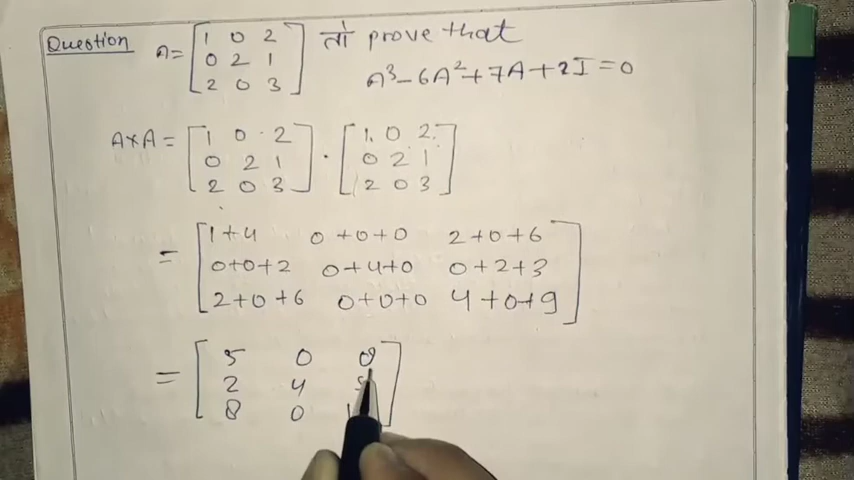 Question A = [ 1 0 2 तो prove that
0 2 1
2 0 3 ] A³ - 6A² + 7A + 2I = 0
A×A = [ 1 0 2 ] · [ 1 0 2 ]
0 2 1 0 2 1
2 0 3 2 0 3
= [ 1+4 0+0+0 2+0+6 ]
0+0+2 0+4+0 0+2+3
2+0+6 0+0+0 4+0+9
= [ 5 0 8 ]
2 4
8 0